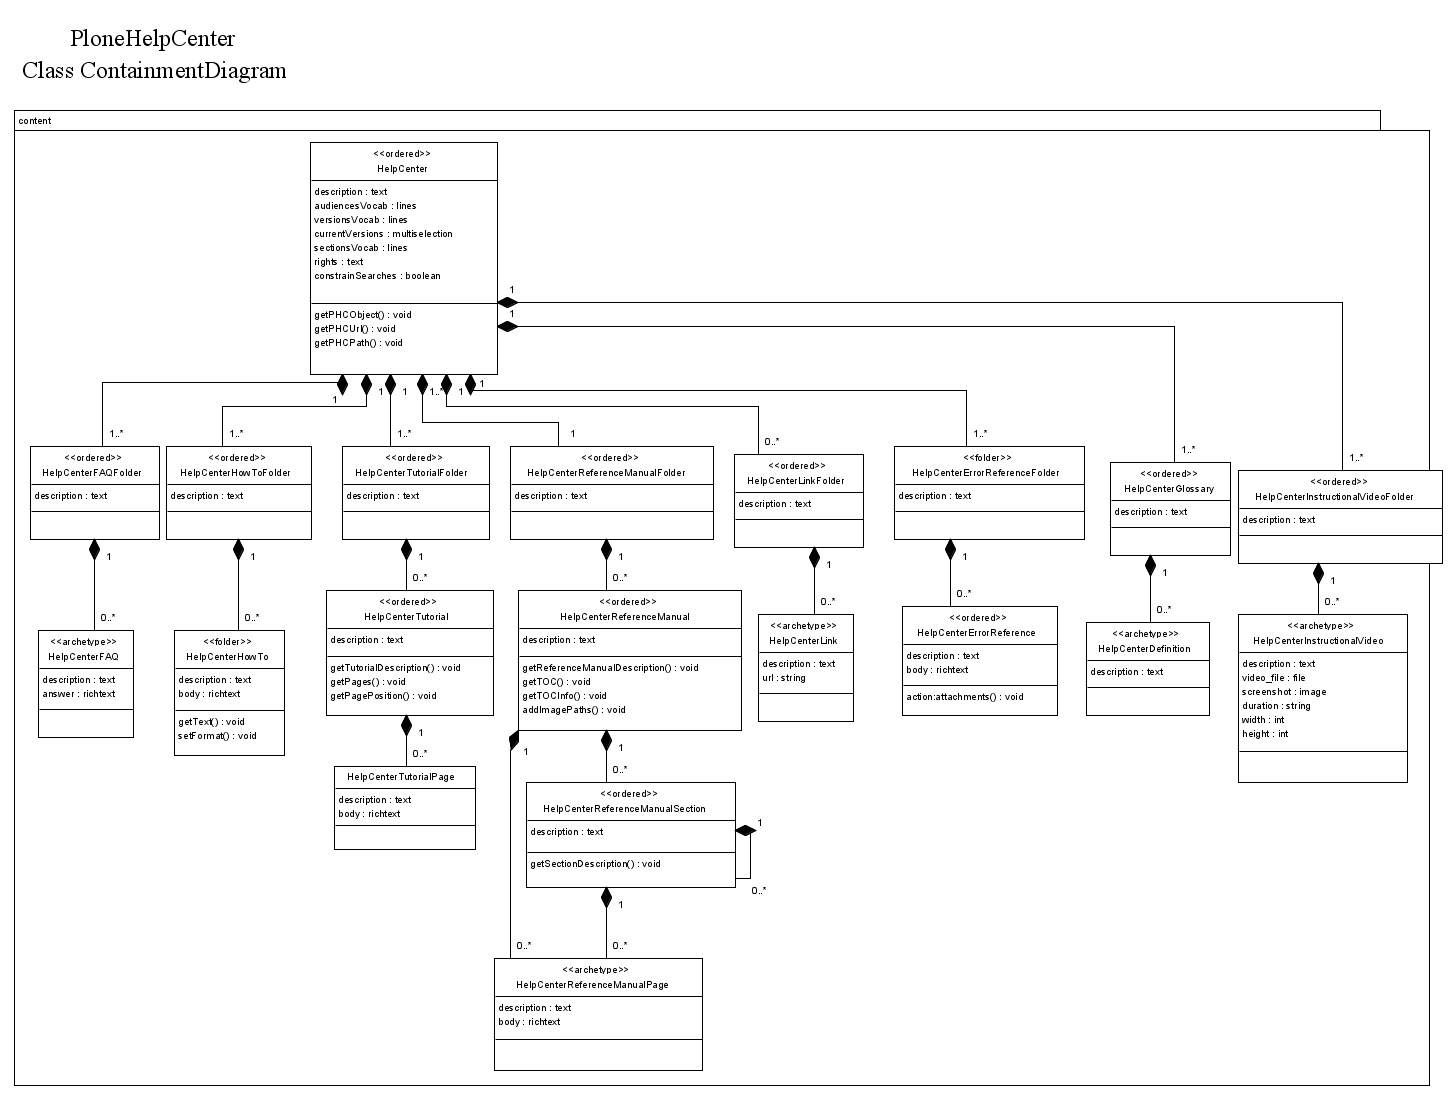 PloneHelpCenter
Class ContainmentDiagram
content
<<ordered>>
HelpCenter
description : text
audiencesVocab : lines
versionsVocab : lines
currentVersions : multiselection
sectionsVocab : lines
rights : text
constrainSearches : boolean
getPHCObject() : void
getPHCUrl() : void
getPHCPath() : void
1
1
1
1
1
1..*
1
1
1..*
1..*
1..*
1
0..*
1..*
1..*
1..*
<<ordered>>
HelpCenterFAQFolder
description : text
<<ordered>>
HelpCenterHowToFolder
description : text
<<ordered>>
HelpCenterTutorialFolder
description : text
<<ordered>>
HelpCenterReferenceManualFolder
description : text
<<ordered>>
HelpCenterLinkFolder
description : text
<<folder>>
HelpCenterErrorReferenceFolder
description : text
<<ordered>>
HelpCenterGlossary
description : text
<<ordered>>
HelpCenterInstructionalVideoFolder
description : text
1
0..*
1
0..*
1
0..*
1
0..*
1
0..*
1
0..*
1
0..*
1
0..*
<<archetype>>
HelpCenterFAQ
description : text
answer : richtext
<<folder>>
HelpCenterHowTo
description : text
body : richtext
getText() : void
setFormat() : void
<<ordered>>
HelpCenterTutorial
description : text
getTutorialDescription() : void
getPages() : void
getPagePosition() : void
<<ordered>>
HelpCenterReferenceManual
description : text
getReferenceManualDescription() : void
getTOC() : void
getTOCInfo() : void
addImagePaths() : void
<<archetype>>
HelpCenterLink
description : text
url : string
<<ordered>>
HelpCenterErrorReference
description : text
body : richtext
action:attachments() : void
<<archetype>>
HelpCenterDefinition
description : text
<<archetype>>
HelpCenterInstructionalVideo
description : text
video_file : file
screenshot : image
duration : string
width : int
height : int
1
0..*
HelpCenterTutorialPage
description : text
body : richtext
1
1
0..*
<<ordered>>
HelpCenterReferenceManualSection
description : text
getSectionDescription() : void
1
0..*
1
0..*
0..*
<<archetype>>
HelpCenterReferenceManualPage
description : text
body : richtext